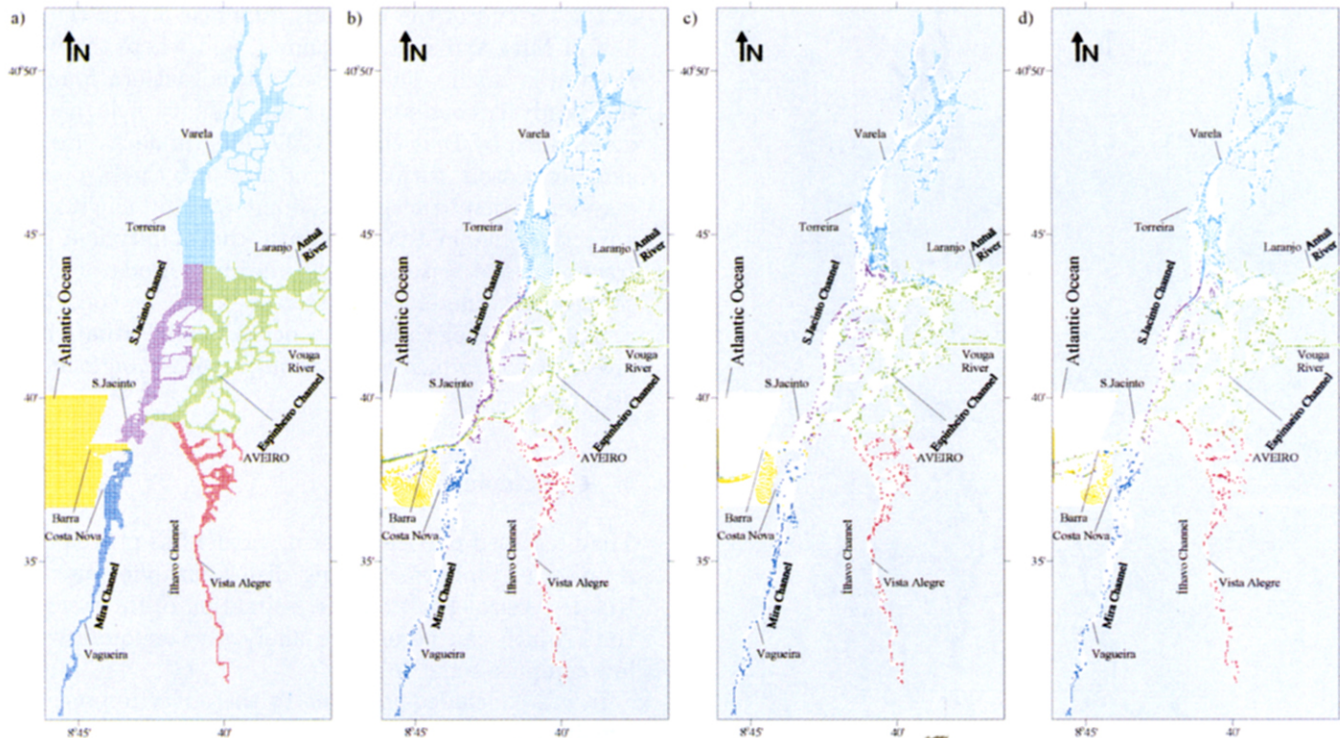 a)
N
40°50'
Varela
Torreira
45'
Laranjo
Antuã
River
S.Jacinto Channel
Atlantic Ocean
Vouga
River
S.Jacinto
40'
Espinheiro Channel
AVEIRO
Barra
Costa Nova
Ilhavo Channel
35'
Mira Channel
Vista Alegre
Vagueira
8°45'
40'
b)
N
40°50'
Varela
Torreira
45'
Laranjo
Antuã
River
S.Jacinto Channel
Atlantic Ocean
Vouga
River
S.Jacinto
40'
Espinheiro Channel
AVEIRO
Barra
Costa Nova
Ilhavo Channel
35'
Mira Channel
Vista Alegre
Vagueira
8°45'
40'
c)
N
40°50'
Varela
Torreira
45'
Laranjo
Antuã
River
S.Jacinto Channel
Atlantic Ocean
Vouga
River
S.Jacinto
40'
Espinheiro Channel
AVEIRO
Barra
Costa Nova
Ilhavo Channel
35'
Mira Channel
Vista Alegre
Vagueira
8°45'
40'
d)
N
40°50'
Varela
Torreira
45'
Laranjo
Antuã
River
S.Jacinto Channel
Atlantic Ocean
Vouga
River
S.Jacinto
40'
Espinheiro Channel
AVEIRO
Barra
Costa Nova
Ilhavo Channel
35'
Mira Channel
Vista Alegre
Vagueira
8°45'
40'